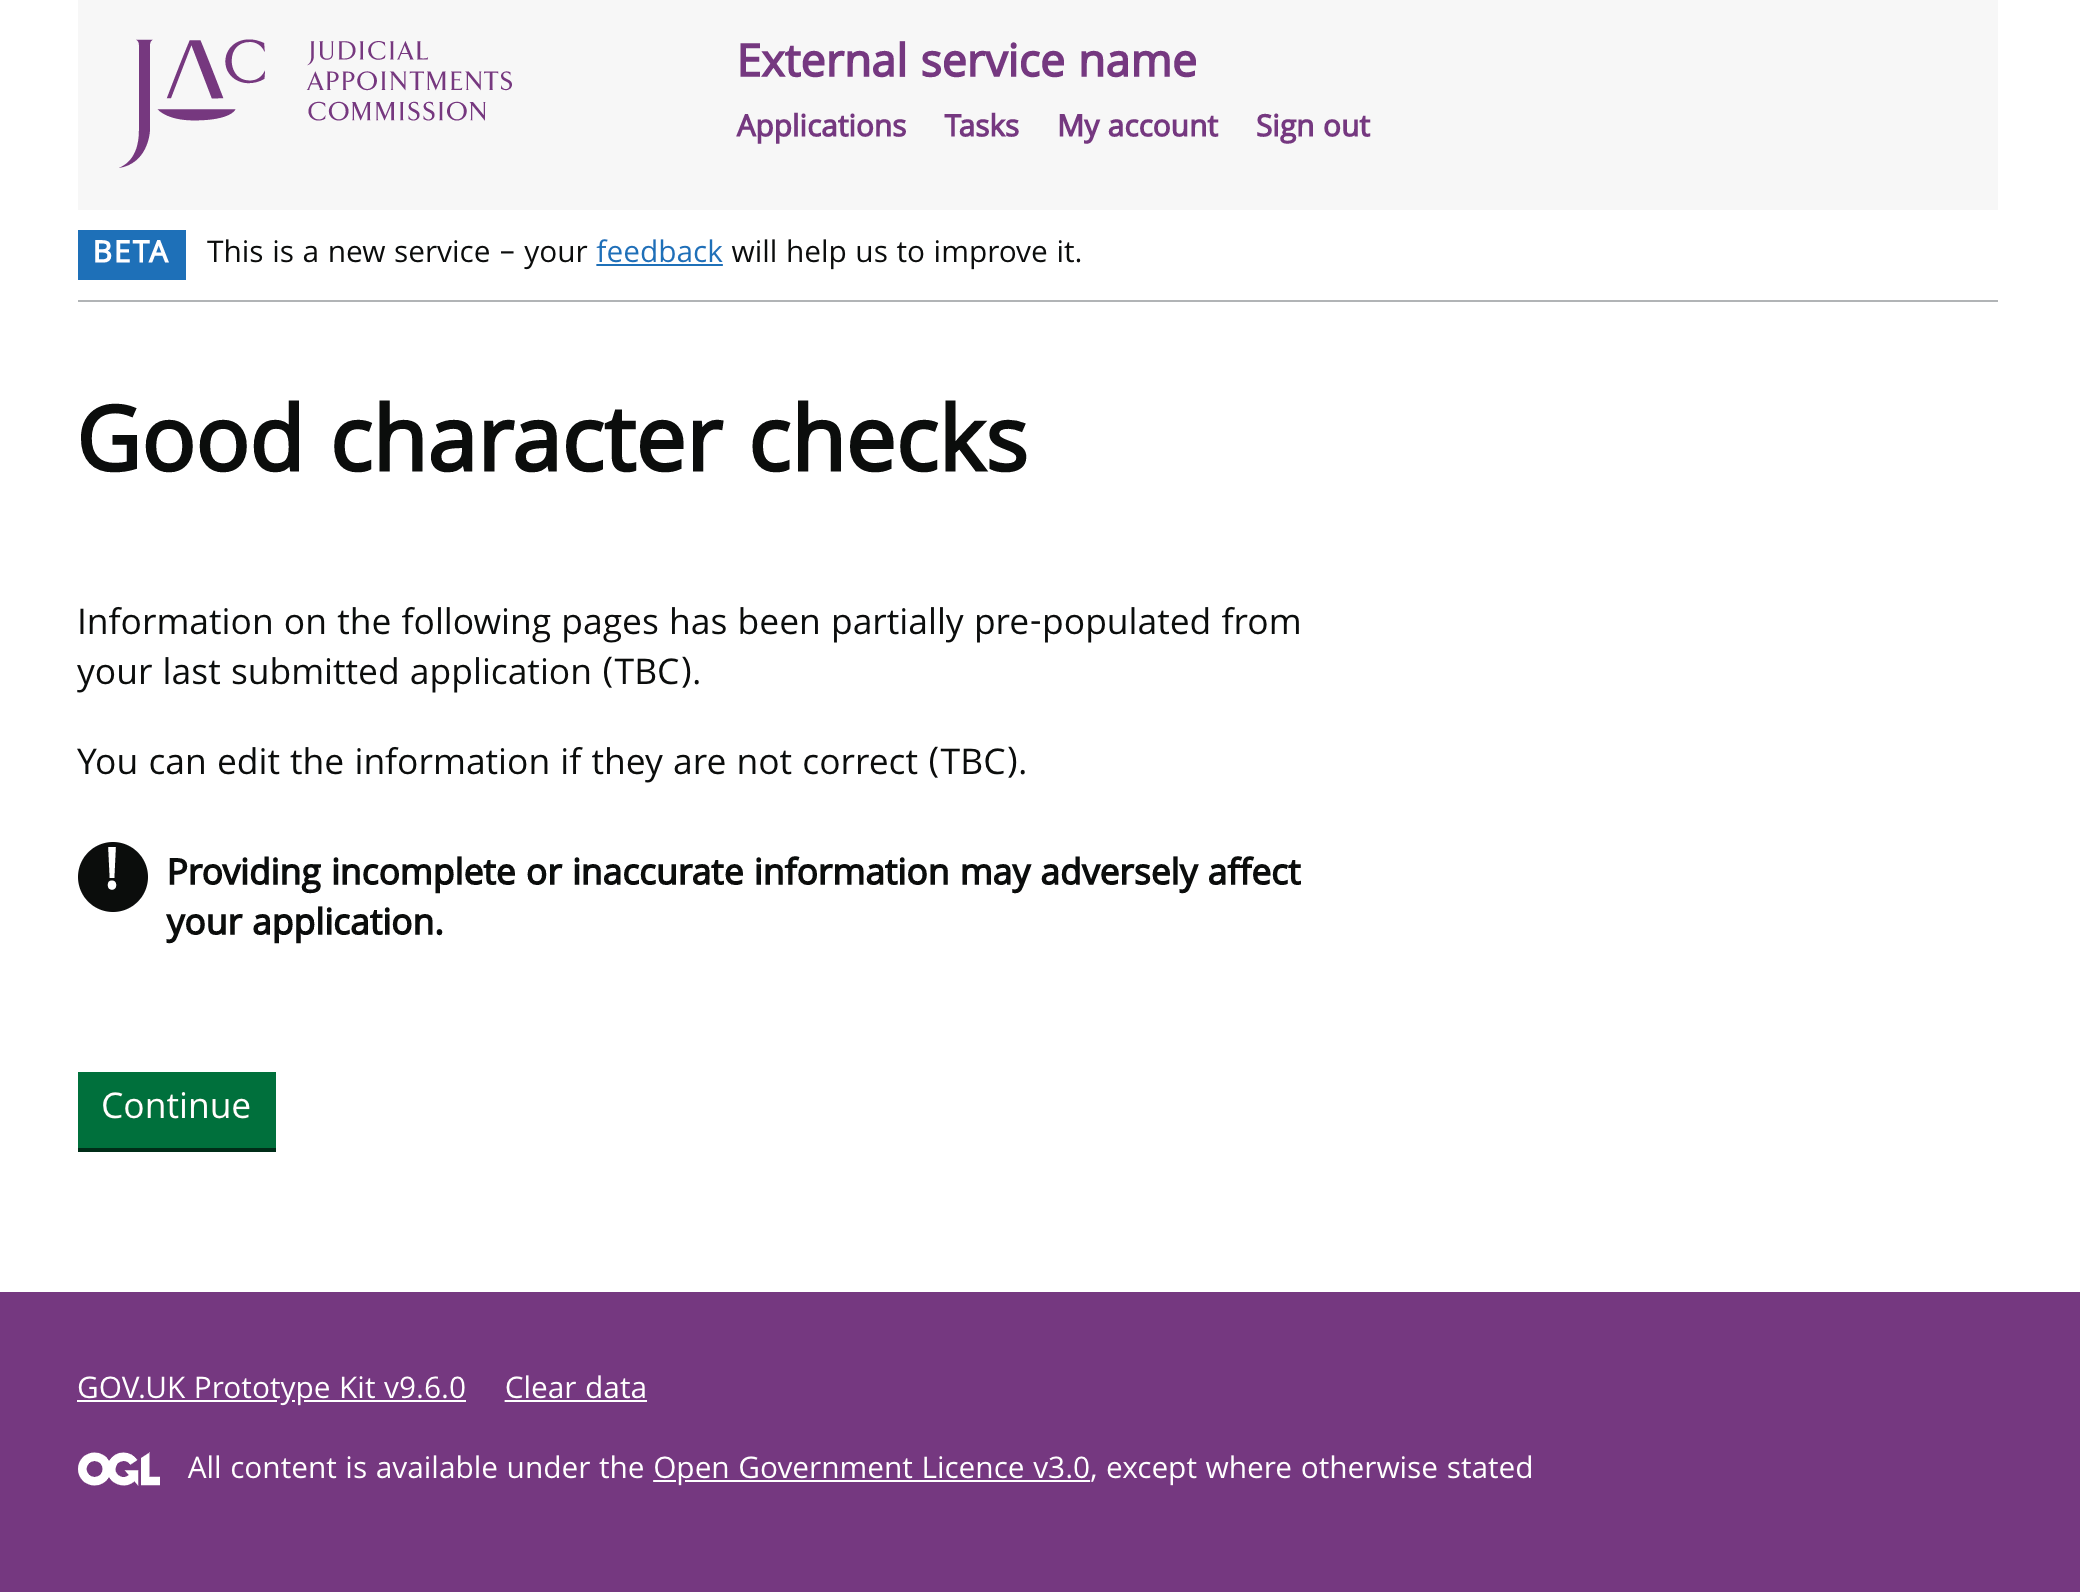 JAC
JUDICIAL
APPOINTMENTS
COMMISSION
External service name
Applications Tasks My account Sign out
BETA This is a new service – your feedback will help us to improve it.
Good character checks
Information on the following pages has been partially pre-populated from
your last submitted application (TBC).
You can edit the information if they are not correct (TBC).
! Providing incomplete or inaccurate information may adversely affect
your application.
Continue
GOV.UK Prototype Kit v9.6.0 Clear data
OGL All content is available under the Open Government Licence v3.0, except where otherwise stated